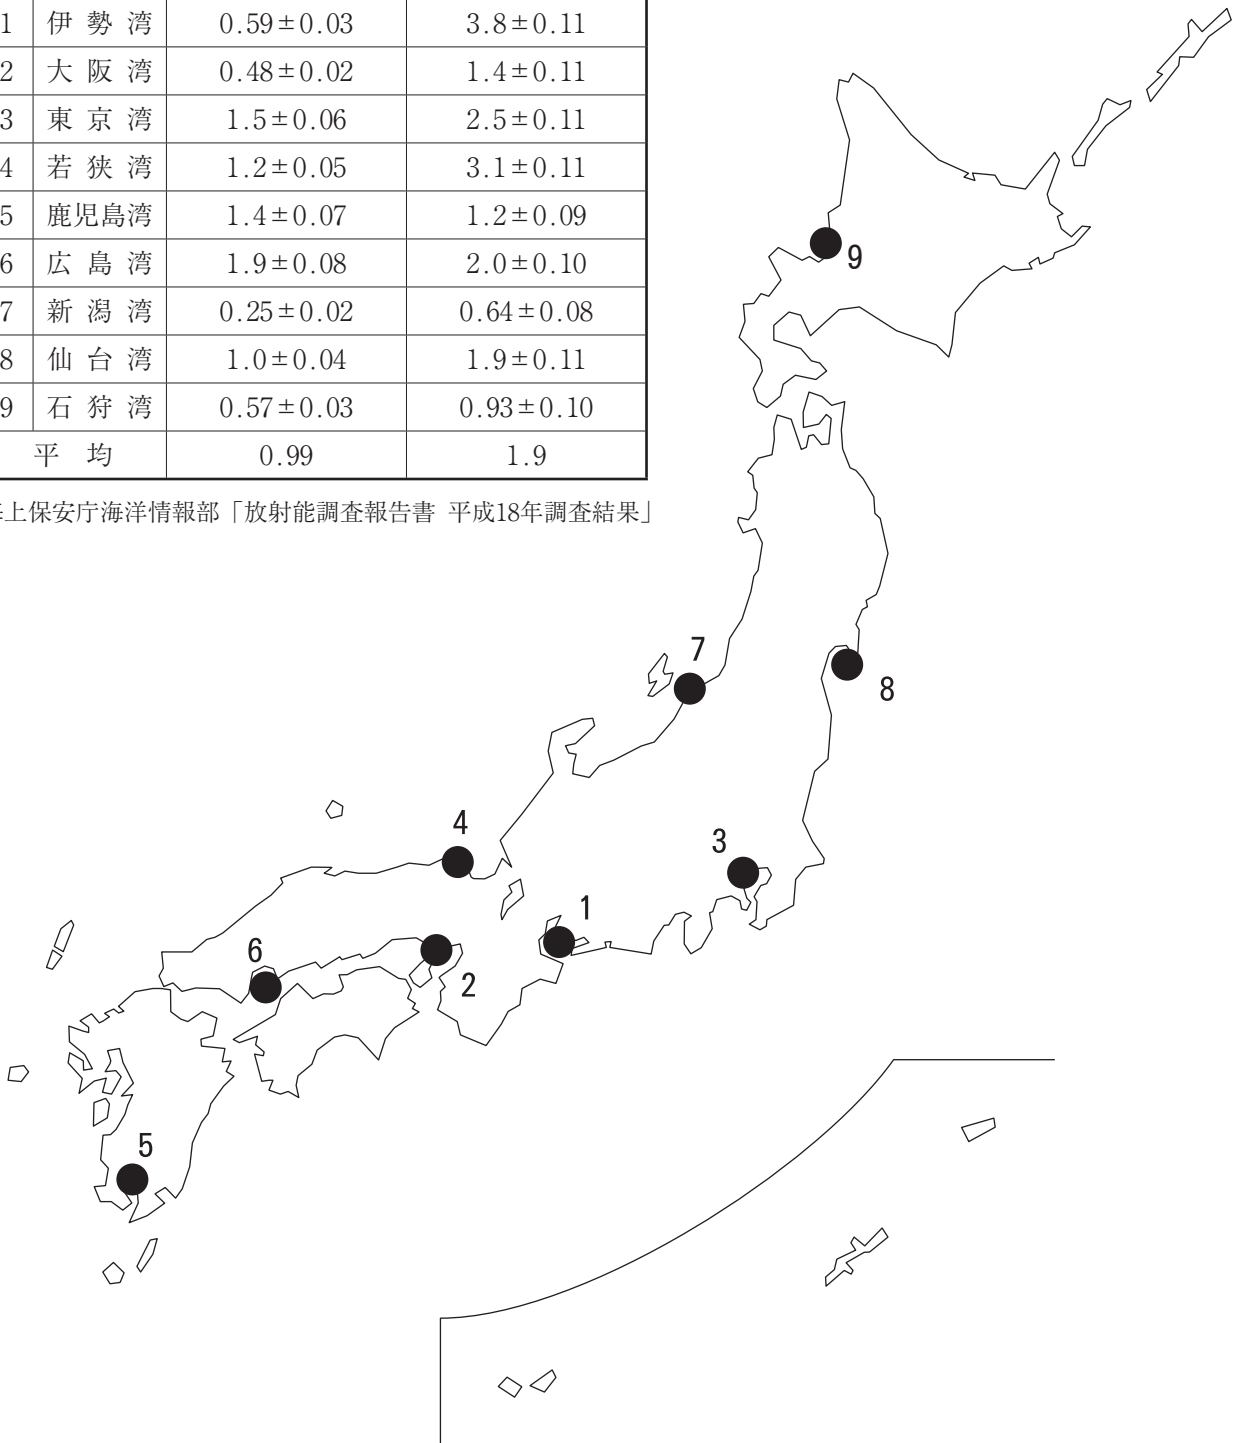 1 伊勢湾 0.59±0.03 3.8±0.11
2 大阪湾 0.48±0.02 1.4±0.11
3 東京湾 1.5±0.06 2.5±0.11
4 若狭湾 1.2±0.05 3.1±0.11
5 鹿児島湾 1.4±0.07 1.2±0.09
6 広島湾 1.9±0.08 2.0±0.10
7 新潟湾 0.25±0.02 0.64±0.08
8 仙台湾 1.0±0.04 1.9±0.11
9 石狩湾 0.57±0.03 0.93±0.10
平均 0.99 1.9
上保安庁海洋情報部「放射能調査報告書 平成18年調査結果」
9
7
8
4
3
1
6
2
5